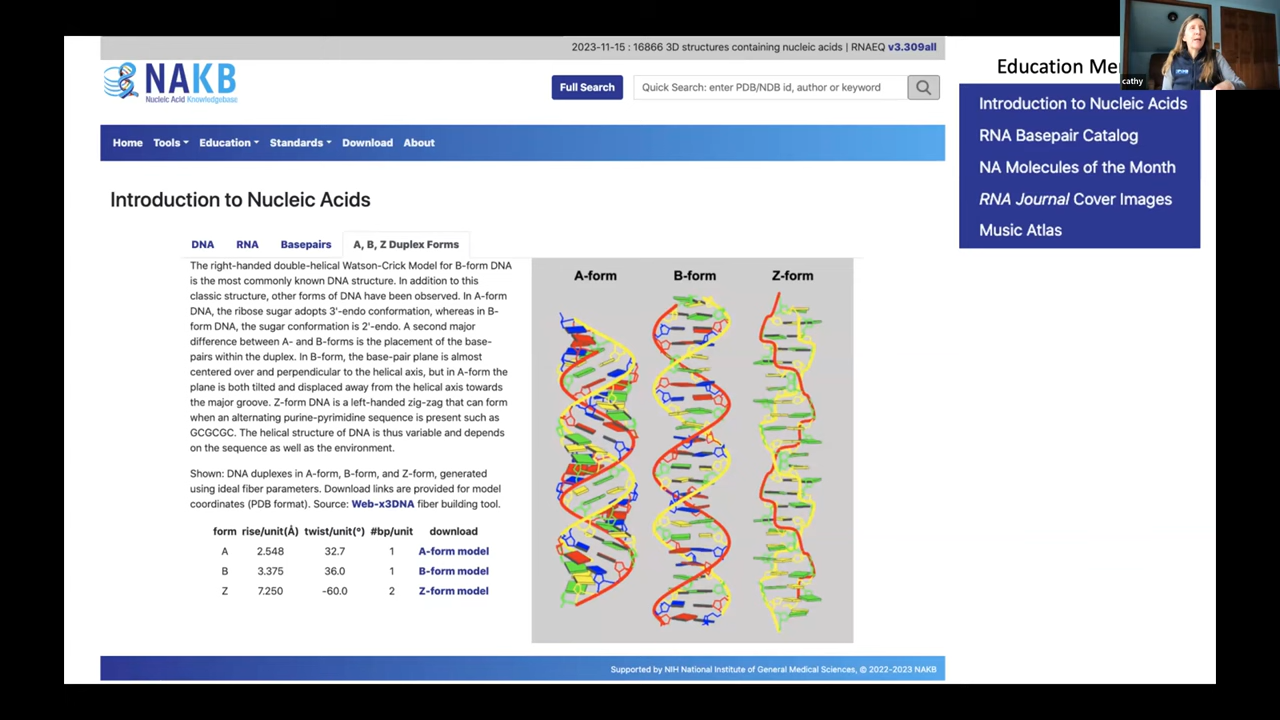 2023-11-15 : 16866 3D structures containing nucleic acids | RNAEQ v3.309all
NAKB
Nucleic Acid Knowledgebase
Full Search
Quick Search: enter PDB/NDB id, author or keyword
Home Tools Education Standards Download About
Introduction to Nucleic Acids
DNA RNA Basepairs A, B, Z Duplex Forms
The right-handed double-helical Watson-Crick Model for B-form DNA
is the most commonly known DNA structure. In addition to this
classic structure, other forms of DNA have been observed. In A-form
DNA, the ribose sugar adopts 3'-endo conformation, whereas in B-
form DNA, the sugar conformation is 2'-endo. A second major
difference between A- and B-forms is the placement of the base-
pairs within the duplex. In B-form, the base-pair plane is almost
centered over and perpendicular to the helical axis, but in A-form the
plane is both tilted and displaced away from the helical axis towards
the major groove. Z-form DNA is a left-handed zig-zag that can form
when an alternating purine-pyrimidine sequence is present such as
GCGCGC. The helical structure of DNA is thus variable and depends
on the sequence as well as the environment.
Shown: DNA duplexes in A-form, B-form, and Z-form, generated
using ideal fiber parameters. Download links are provided for model
coordinates (PDB format). Source: Web-x3DNA fiber building tool.
form rise/unit(Å) twist/unit(°) #bp/unit download
A 2.548 32.7 1 A-form model
B 3.375 36.0 1 B-form model
Z 7.250 -60.0 2 Z-form model
A-form B-form Z-form
Supported by NIH National Institute of General Medical Sciences, © 2022-2023 NAKB
Education Me
Introduction to Nucleic Acids
RNA Basepair Catalog
NA Molecules of the Month
RNA Journal Cover Images
Music Atlas
cathy